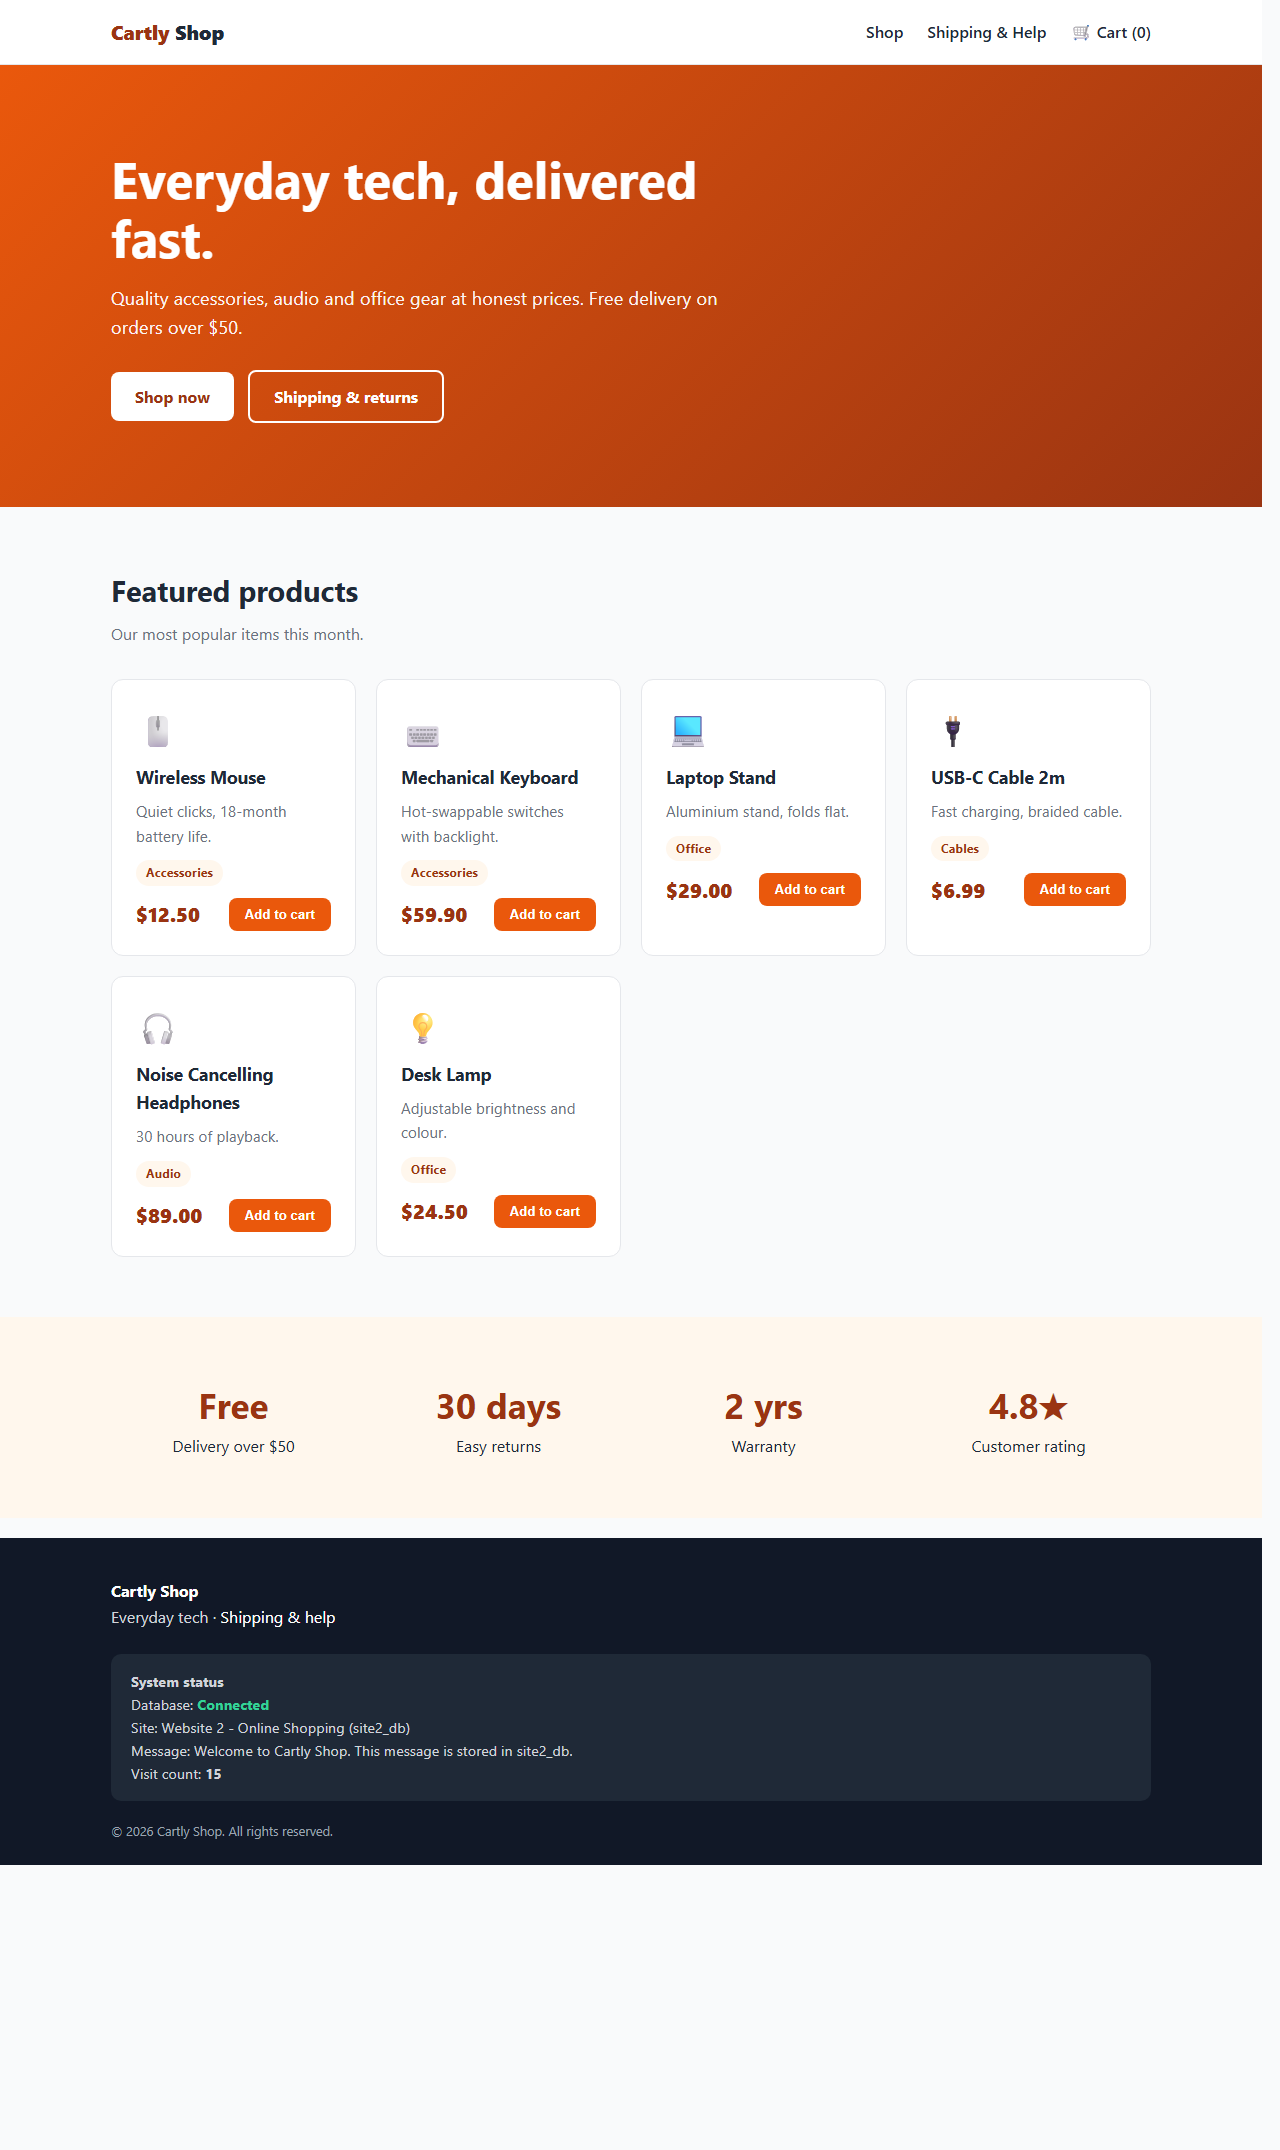 Cartly Shop
Shop
Shipping & Help
🛒 Cart (0)
Everyday tech, delivered
fast.
Quality accessories, audio and office gear at honest prices. Free delivery on
orders over $50.
Shop now
Shipping & returns
Featured products
Our most popular items this month.
Wireless Mouse
Quiet clicks, 18-month
battery life.
Accessories
$12.50
Add to cart
Mechanical Keyboard
Hot-swappable switches
with backlight.
Accessories
$59.90
Add to cart
Laptop Stand
Aluminium stand, folds flat.
Office
$29.00
Add to cart
USB-C Cable 2m
Fast charging, braided cable.
Cables
$6.99
Add to cart
Noise Cancelling
Headphones
30 hours of playback.
Audio
$89.00
Add to cart
Desk Lamp
Adjustable brightness and
colour.
Office
$24.50
Add to cart
Free
Delivery over $50
30 days
Easy returns
2 yrs
Warranty
4.8★
Customer rating
Cartly Shop
Everyday tech · Shipping & help
System status
Database: Connected
Site: Website 2 - Online Shopping (site2_db)
Message: Welcome to Cartly Shop. This message is stored in site2_db.
Visit count: 15
© 2026 Cartly Shop. All rights reserved.